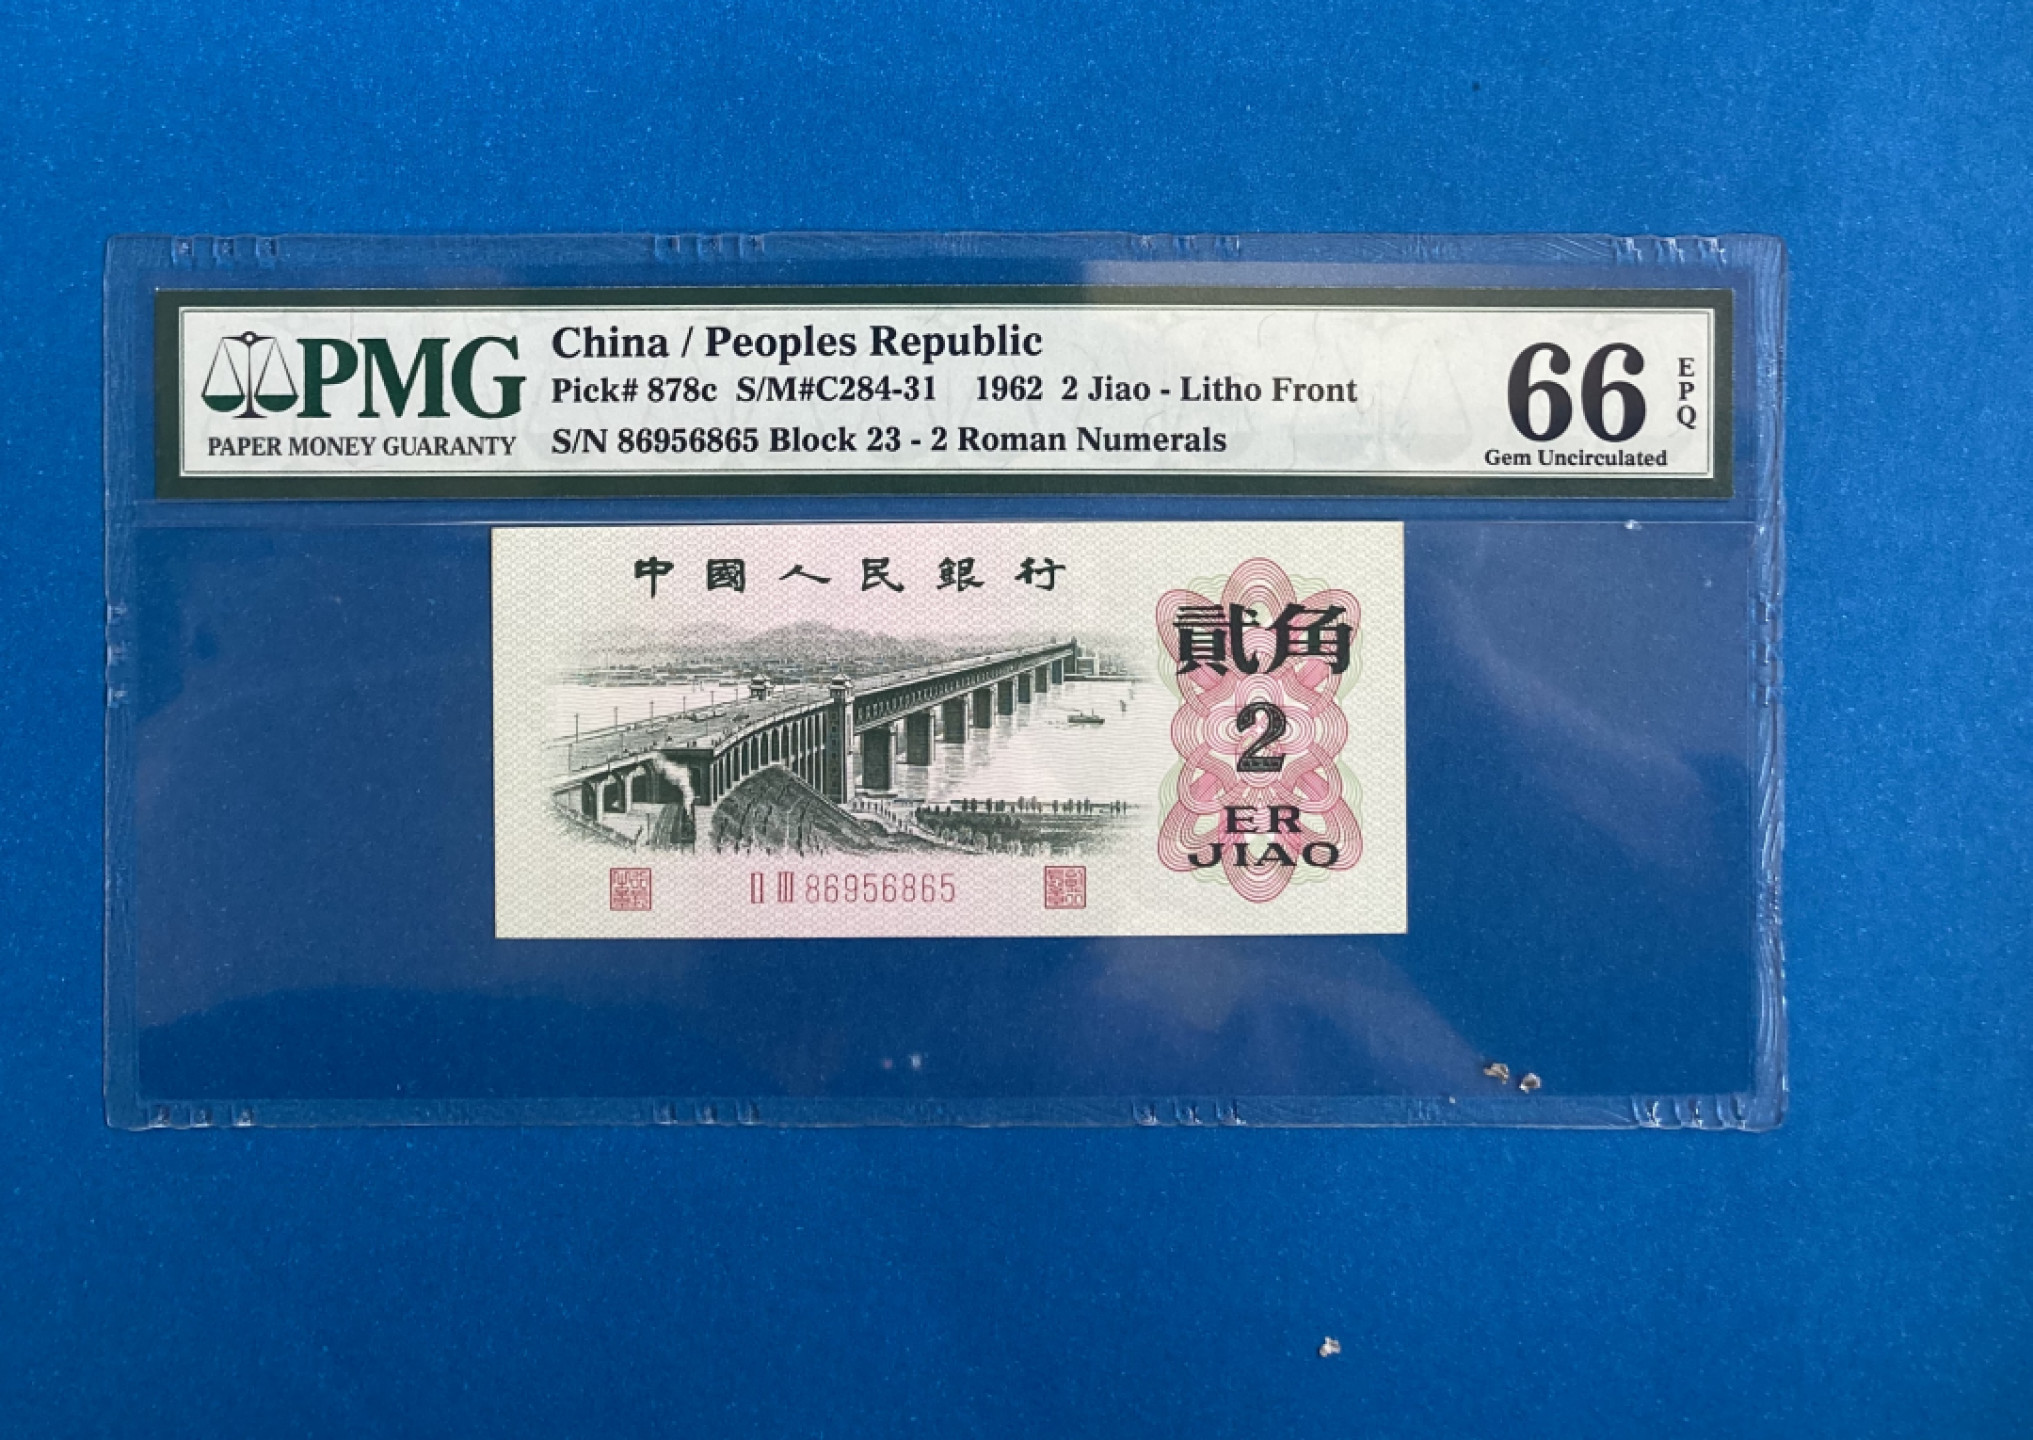 PMG
PAPER MONEY GUARANTY
China / Peoples Republic
Pick# 878c S/M#C284-31 1962 2 Jiao - Litho Front
S/N 86956865 Block 23 - 2 Roman Numerals
66
EPQ
Gem Uncirculated
中國人民銀行
貳角
2
ER
JIAO
II III 86956865